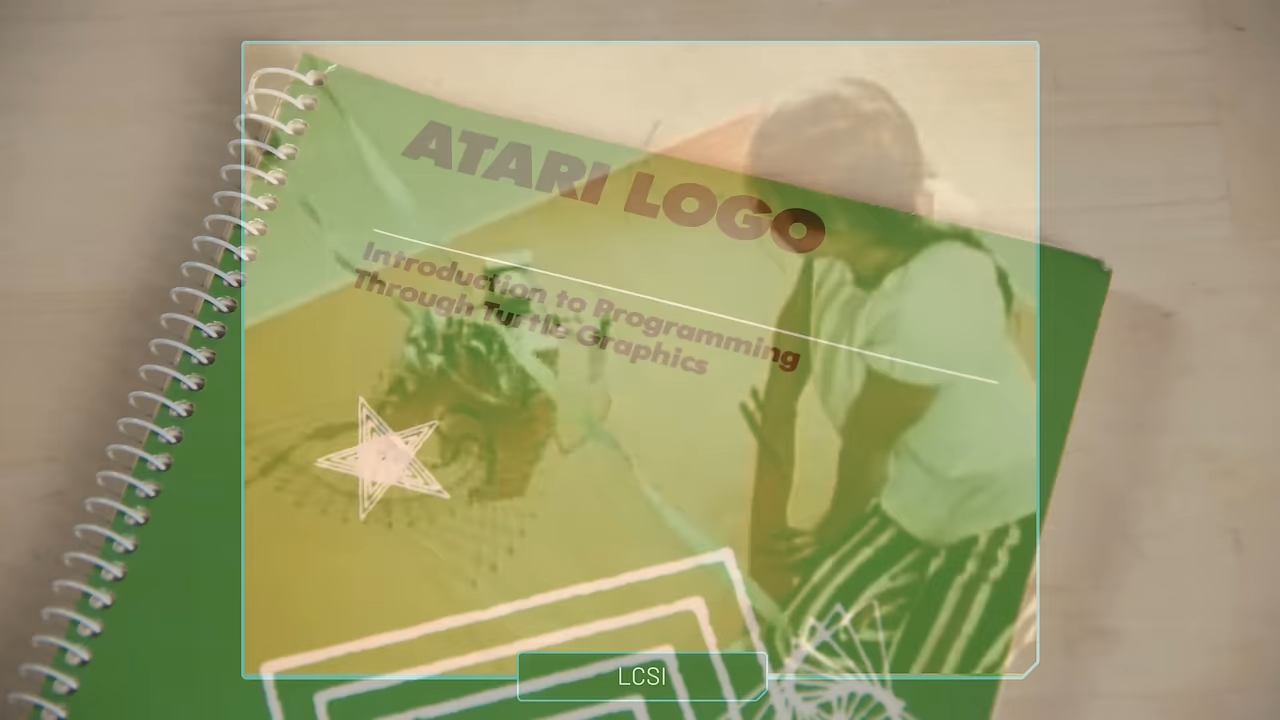 ATARI LOGO
Introduction to Programming
Through Turtle Graphics
LCSI